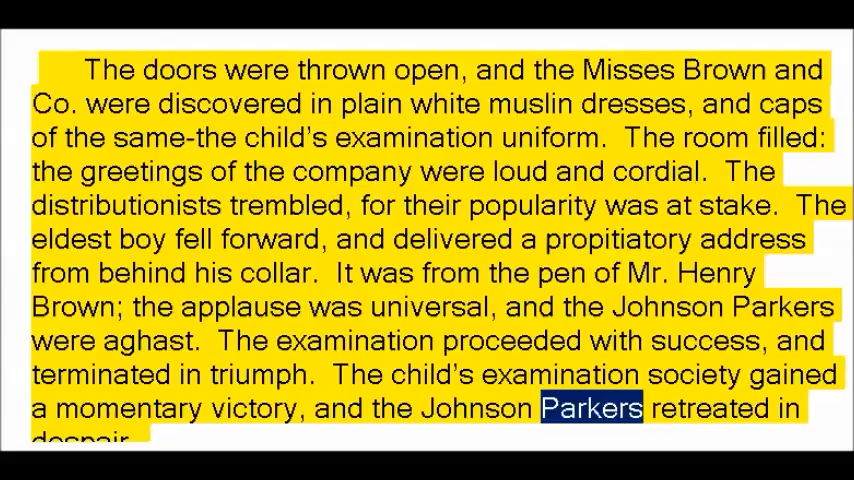 The doors were thrown open, and the Misses Brown and
Co. were discovered in plain white muslin dresses, and caps
of the same-the child's examination uniform.  The room filled:
the greetings of the company were loud and cordial.  The
distributionists trembled, for their popularity was at stake.  The
eldest boy fell forward, and delivered a propitiatory address
from behind his collar.  It was from the pen of Mr. Henry
Brown; the applause was universal, and the Johnson Parkers
were aghast.  The examination proceeded with success, and
terminated in triumph.  The child's examination society gained
a momentary victory, and the Johnson Parkers retreated in
despair.